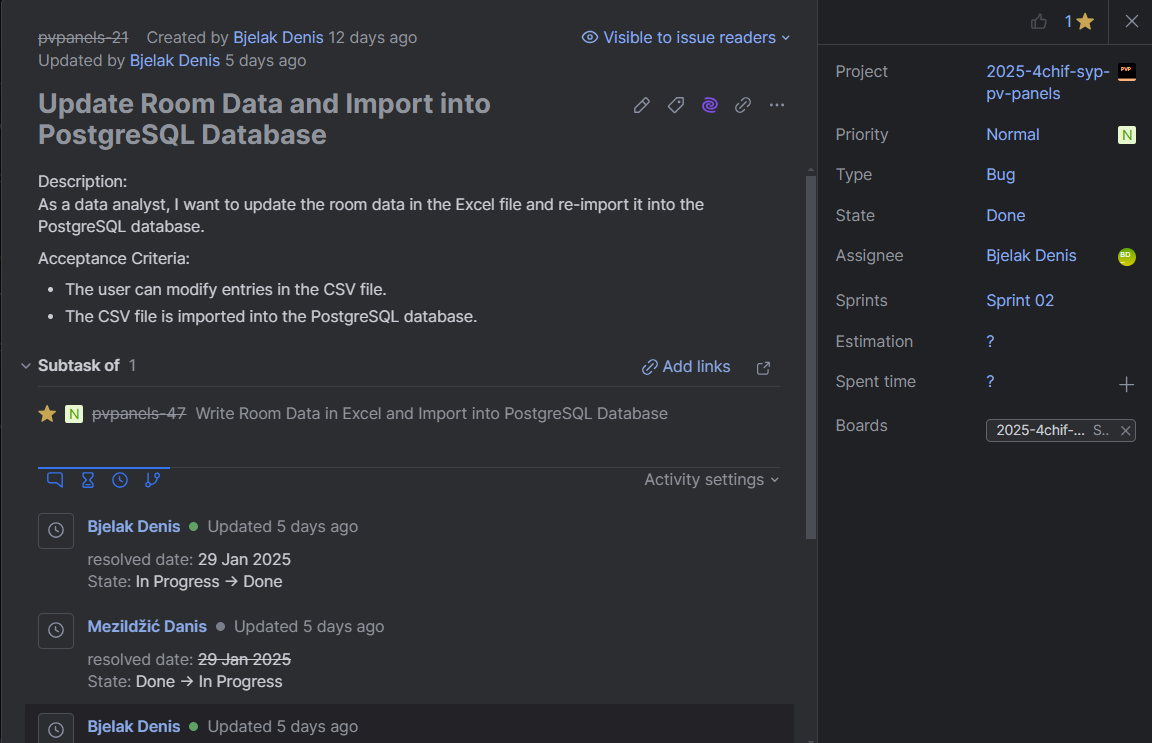 pvpanels-21 Created by Bjelak Denis 12 days ago
Updated by Bjelak Denis 5 days ago
Visible to issue readers
Update Room Data and Import into
PostgreSQL Database
Description:
As a data analyst, I want to update the room data in the Excel file and re-import it into the
PostgreSQL database.
Acceptance Criteria:
• The user can modify entries in the CSV file.
• The CSV file is imported into the PostgreSQL database.
Subtask of 1
Add links
N pvpanels-47 Write Room Data in Excel and Import into PostgreSQL Database
Activity settings
Bjelak Denis Updated 5 days ago
resolved date: 29 Jan 2025
State: In Progress → Done
Mezildžić Danis Updated 5 days ago
resolved date: 29 Jan 2025
State: Done → In Progress
Bjelak Denis Updated 5 days ago
1
Project 2025-4chif-syp-
pv-panels
PVP
Priority Normal N
Type Bug
State Done
Assignee Bjelak Denis BD
Sprints Sprint 02
Estimation ?
Spent time ?
Boards 2025-4chif-... S..